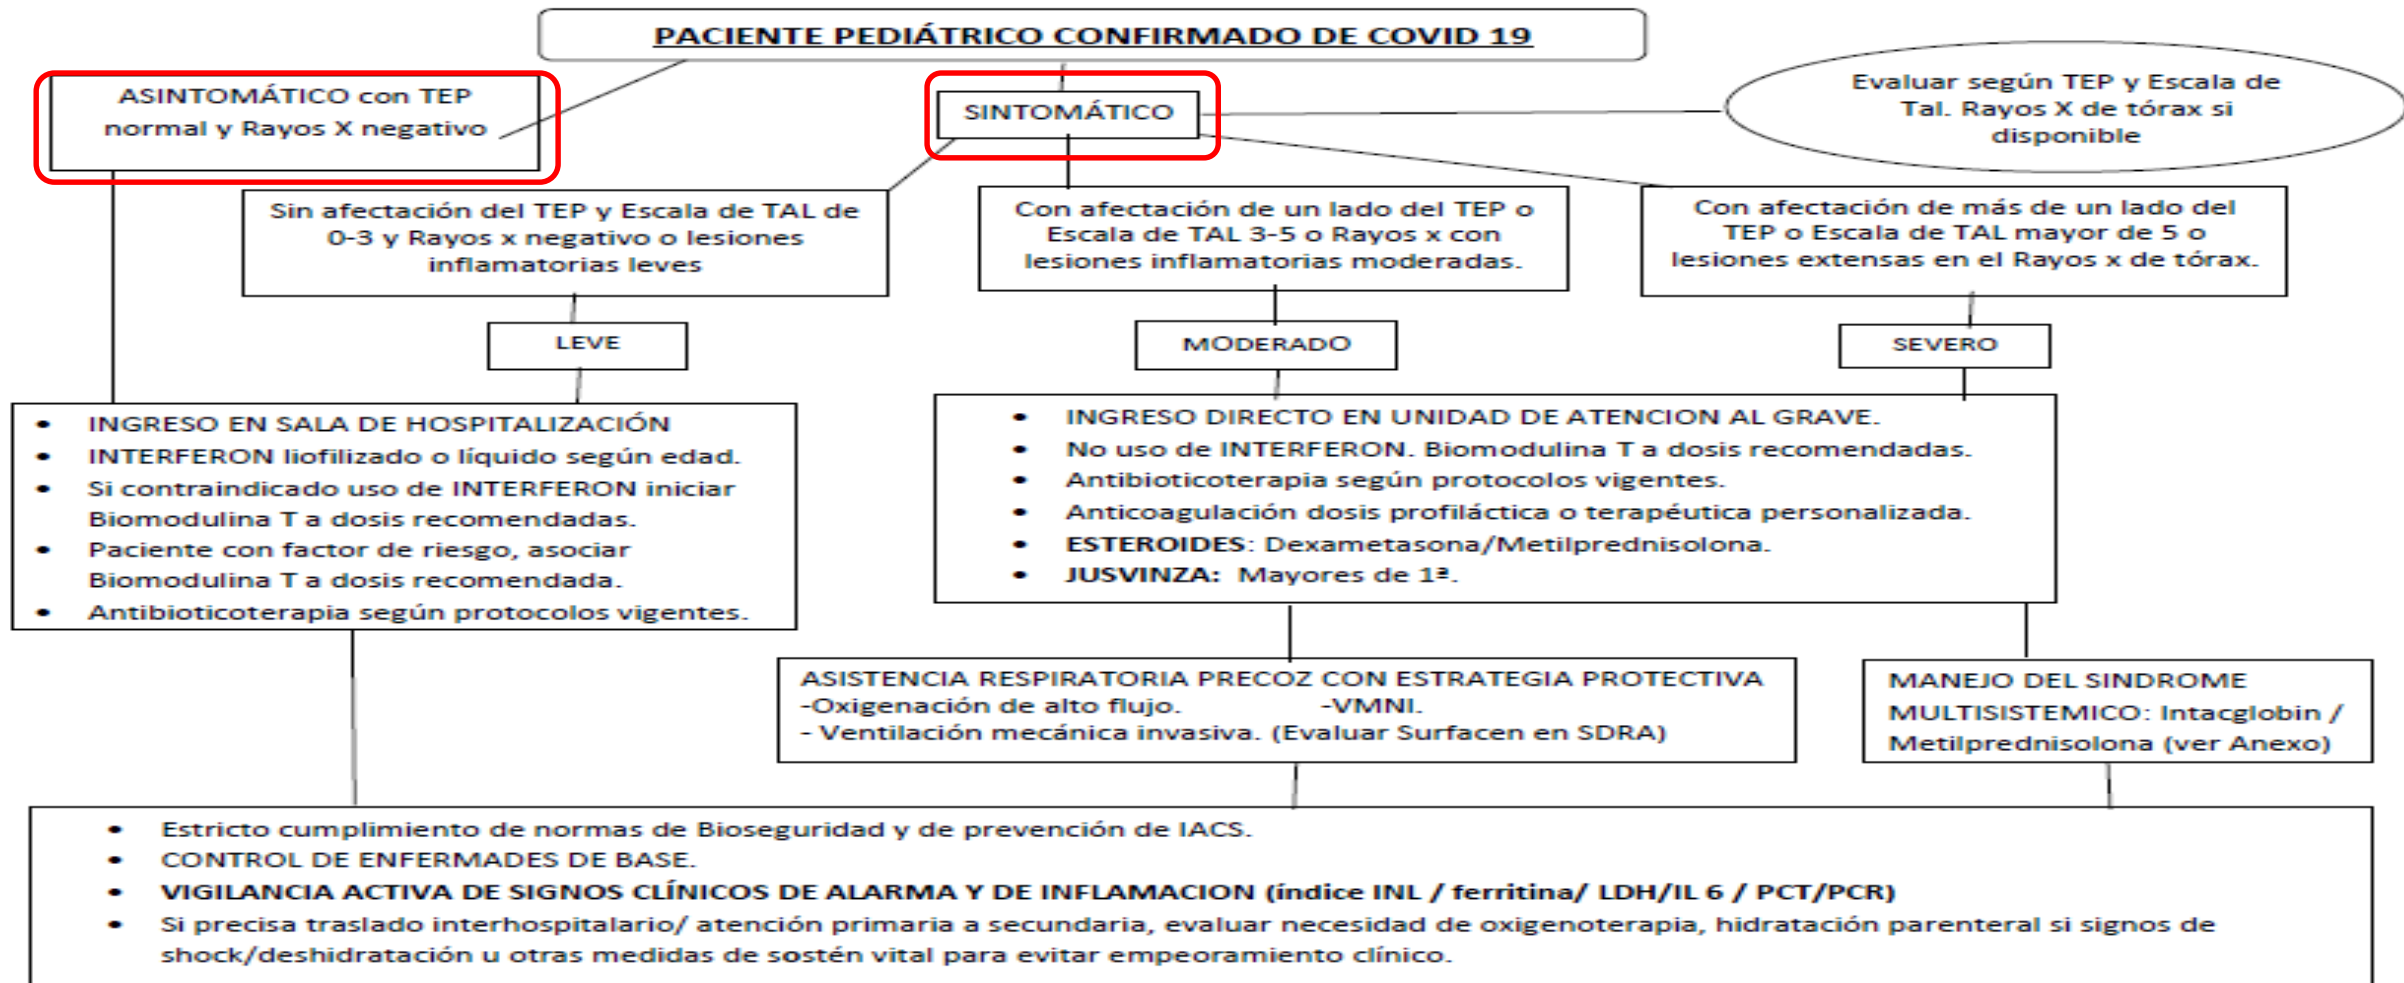 PACIENTE PEDIÁTRICO CONFIRMADO DE COVID 19
ASINTOMÁTICO con TEP
normal y Rayos X negativo
SINTOMÁTICO
Evaluar según TEP y Escala de
Tal. Rayos X de tórax si
disponible
Sin afectación del TEP y Escala de TAL de
0-3 y Rayos x negativo o lesiones
inflamatorias leves
Con afectación de un lado del TEP o
Escala de TAL 3-5 o Rayos x con
lesiones inflamatorias moderadas.
Con afectación de más de un lado del
TEP o Escala de TAL mayor de 5 o
lesiones extensas en el Rayos x de tórax.
LEVE
MODERADO
SEVERO
• INGRESO EN SALA DE HOSPITALIZACIÓN
• INTERFERON liofilizado o líquido según edad.
• Si contraindicado uso de INTERFERON iniciar
Biomodulina T a dosis recomendadas.
• Paciente con factor de riesgo, asociar
Biomodulina T a dosis recomendada.
• Antibioticoterapia según protocolos vigentes.
• INGRESO DIRECTO EN UNIDAD DE ATENCION AL GRAVE.
• No uso de INTERFERON. Biomodulina T a dosis recomendadas.
• Antibioticoterapia según protocolos vigentes.
• Anticoagulación dosis profiláctica o terapéutica personalizada.
• ESTEROIDES: Dexametasona/Metilprednisolona.
• JUSVINZA: Mayores de 1ª.
ASISTENCIA RESPIRATORIA PRECOZ CON ESTRATEGIA PROTECTIVA
-Oxigenación de alto flujo. -VMNI.
- Ventilación mecánica invasiva. (Evaluar Surfacen en SDRA)
MANEJO DEL SINDROME
MULTISISTEMICO: Intacglobin /
Metilprednisolona (ver Anexo)
• Estricto cumplimiento de normas de Bioseguridad y de prevención de IACS.
• CONTROL DE ENFERMADES DE BASE.
• VIGILANCIA ACTIVA DE SIGNOS CLÍNICOS DE ALARMA Y DE INFLAMACION (índice INL / ferritina/ LDH/IL 6 / PCT/PCR)
• Si precisa traslado interhospitalario/ atención primaria a secundaria, evaluar necesidad de oxigenoterapia, hidratación parenteral si signos de
shock/deshidratación u otras medidas de sostén vital para evitar empeoramiento clínico.